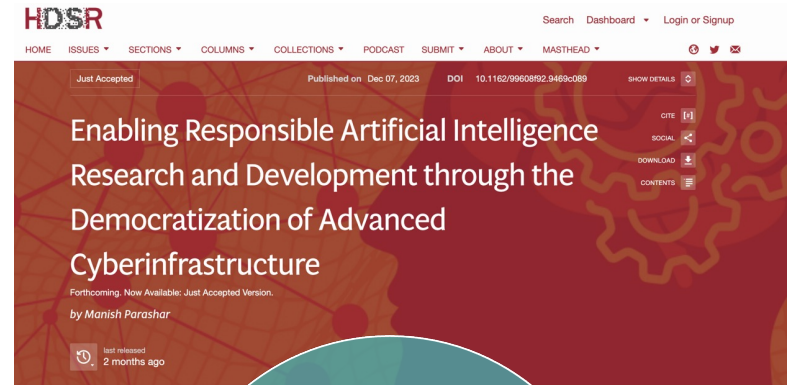 HDSR
Search Dashboard Login or Signup
HOME ISSUES SECTIONS COLUMNS COLLECTIONS PODCAST SUBMIT ABOUT MASTHEAD
Just Accepted Published on Dec 07, 2023 DOI 10.1162/99608f92.9469c089 SHOW DETAILS
CITE
SOCIAL
DOWNLOAD
CONTENTS
Enabling Responsible Artificial Intelligence
Research and Development through the
Democratization of Advanced
Cyberinfrastructure
Forthcoming. Now Available: Just Accepted Version.
by Manish Parashar
last released
2 months ago